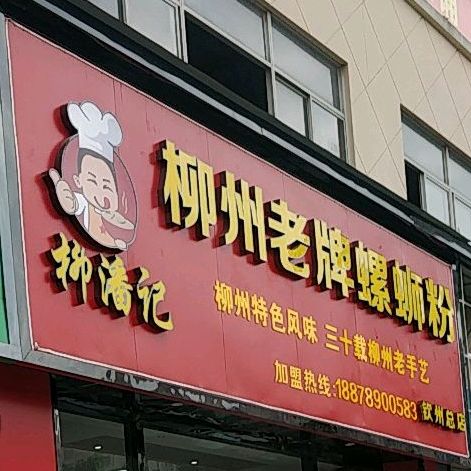 柳州老牌螺蛳粉
柳潘记
柳州特色风味 三十载柳州老手艺
加盟热线:18878900583 钦州总店